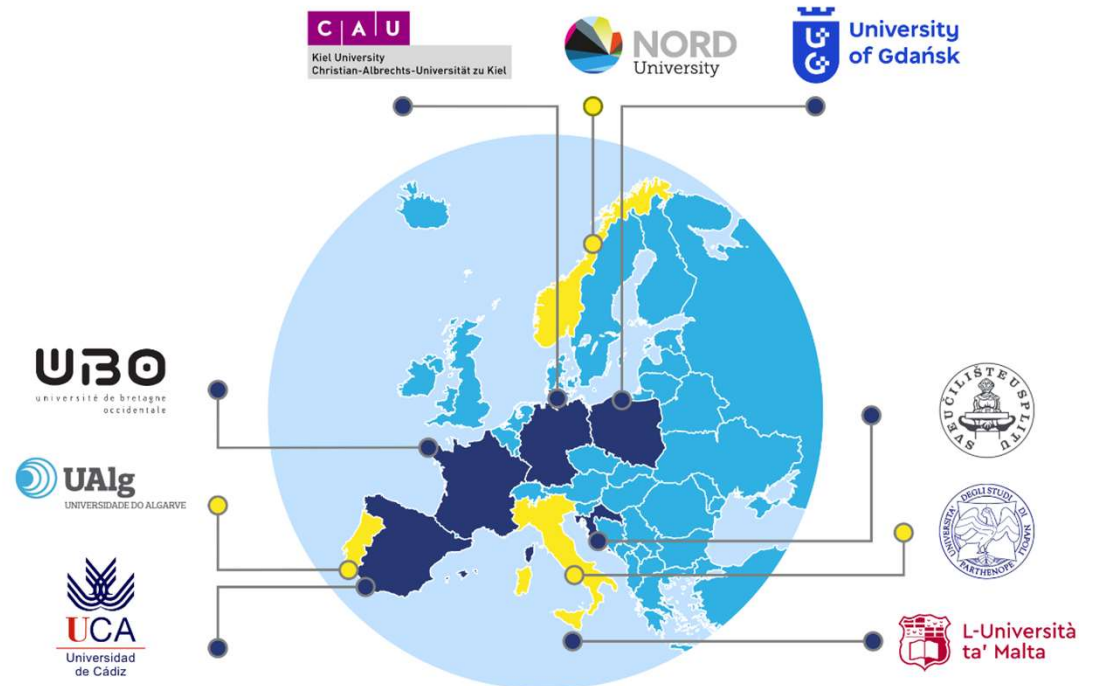 C A U
Kiel University
Christian-Albrechts-Universität zu Kiel
NORD
University
UG
University
of Gdańsk
UBO
université de bretagne
occidentale
UAlg
UNIVERSIDADE DO ALGARVE
UCA
Universidad
de Cádiz
SVEUČILIŠTE U SPLITU
UNIVERSITÀ DEGLI STUDI DI NAPOLI
PARTHENOPE
L-Università
ta' Malta